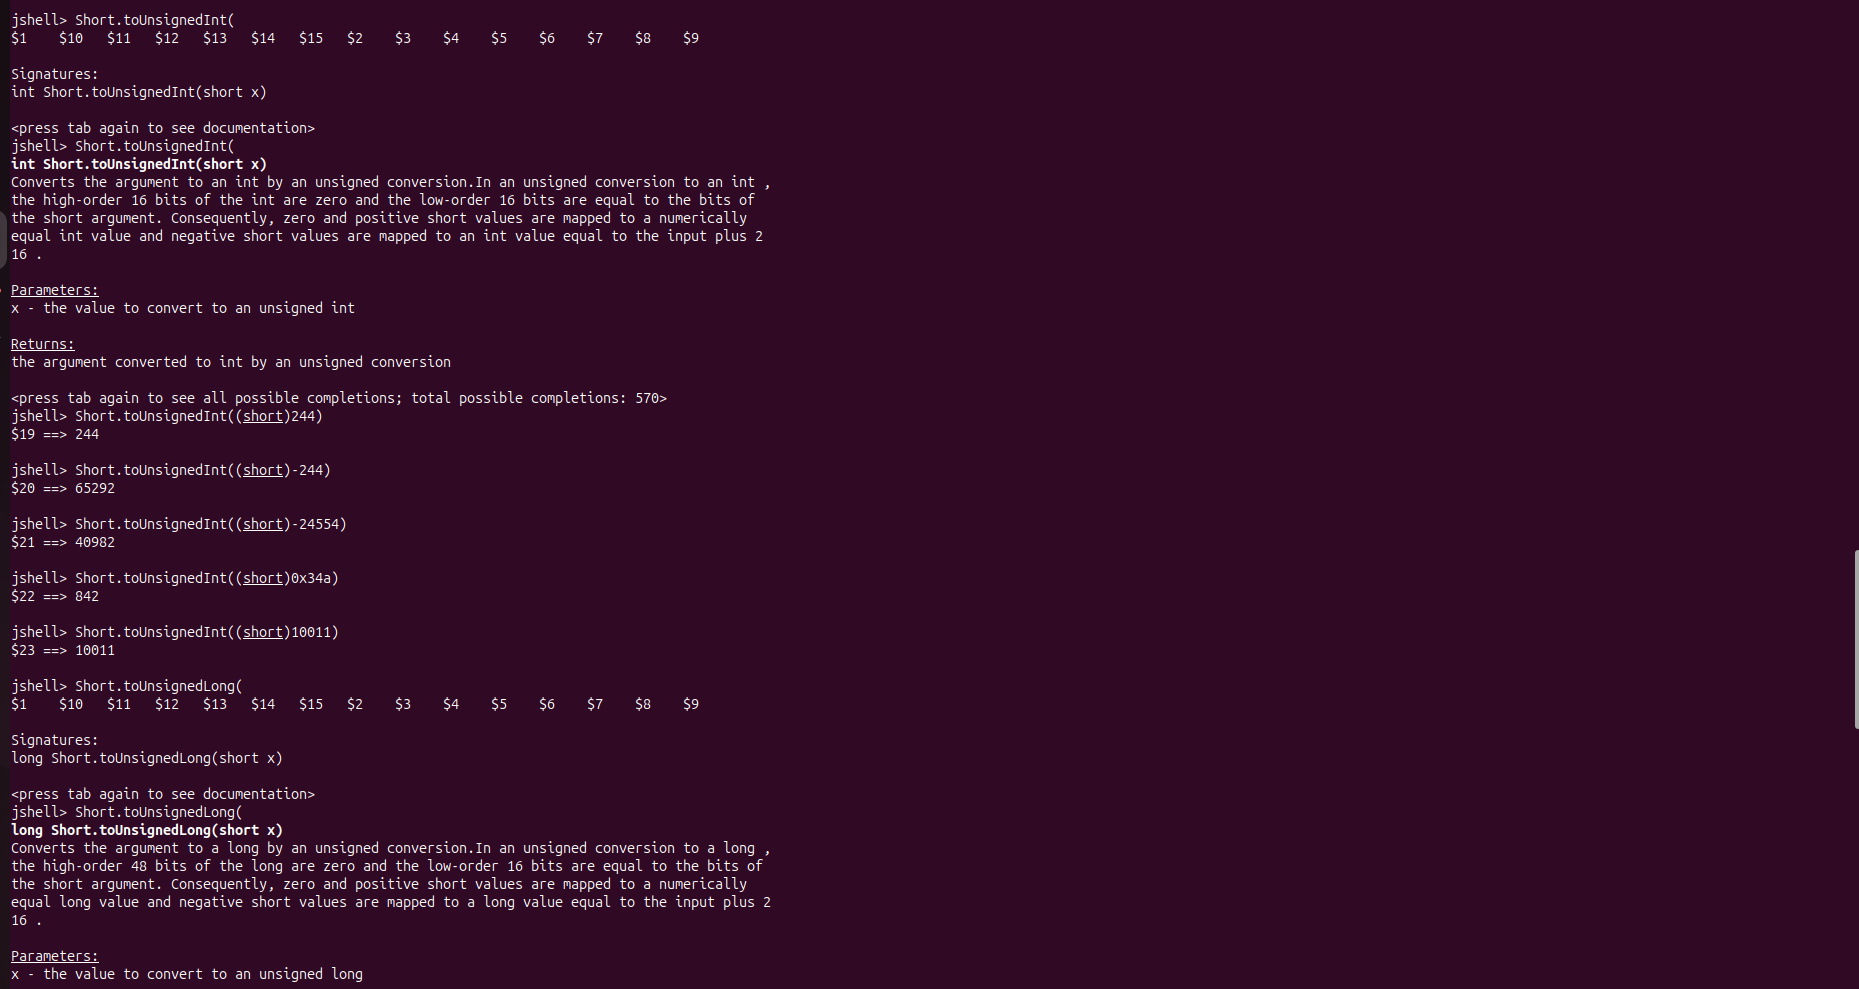 jshell> Short.toUnsignedInt(
$1    $10   $11   $12   $13   $14   $15   $2    $3    $4    $5    $6    $7    $8    $9
Signatures:
int Short.toUnsignedInt(short x)
<press tab again to see documentation>
jshell> Short.toUnsignedInt(
int Short.toUnsignedInt(short x)
Converts the argument to an int by an unsigned conversion.In an unsigned conversion to an int ,
the high-order 16 bits of the int are zero and the low-order 16 bits are equal to the bits of
the short argument. Consequently, zero and positive short values are mapped to a numerically
equal int value and negative short values are mapped to an int value equal to the input plus 2
16 .
Parameters:
x - the value to convert to an unsigned int
Returns:
the argument converted to int by an unsigned conversion
<press tab again to see all possible completions; total possible completions: 570>
jshell> Short.toUnsignedInt((short)244)
$19 ==> 244
jshell> Short.toUnsignedInt((short)-244)
$20 ==> 65292
jshell> Short.toUnsignedInt((short)-24554)
$21 ==> 40982
jshell> Short.toUnsignedInt((short)0x34a)
$22 ==> 842
jshell> Short.toUnsignedInt((short)10011)
$23 ==> 10011
jshell> Short.toUnsignedLong(
$1    $10   $11   $12   $13   $14   $15   $2    $3    $4    $5    $6    $7    $8    $9
Signatures:
long Short.toUnsignedLong(short x)
<press tab again to see documentation>
jshell> Short.toUnsignedLong(
long Short.toUnsignedLong(short x)
Converts the argument to a long by an unsigned conversion.In an unsigned conversion to a long ,
the high-order 48 bits of the long are zero and the low-order 16 bits are equal to the bits of
the short argument. Consequently, zero and positive short values are mapped to a numerically
equal long value and negative short values are mapped to a long value equal to the input plus 2
16 .
Parameters:
x - the value to convert to an unsigned long